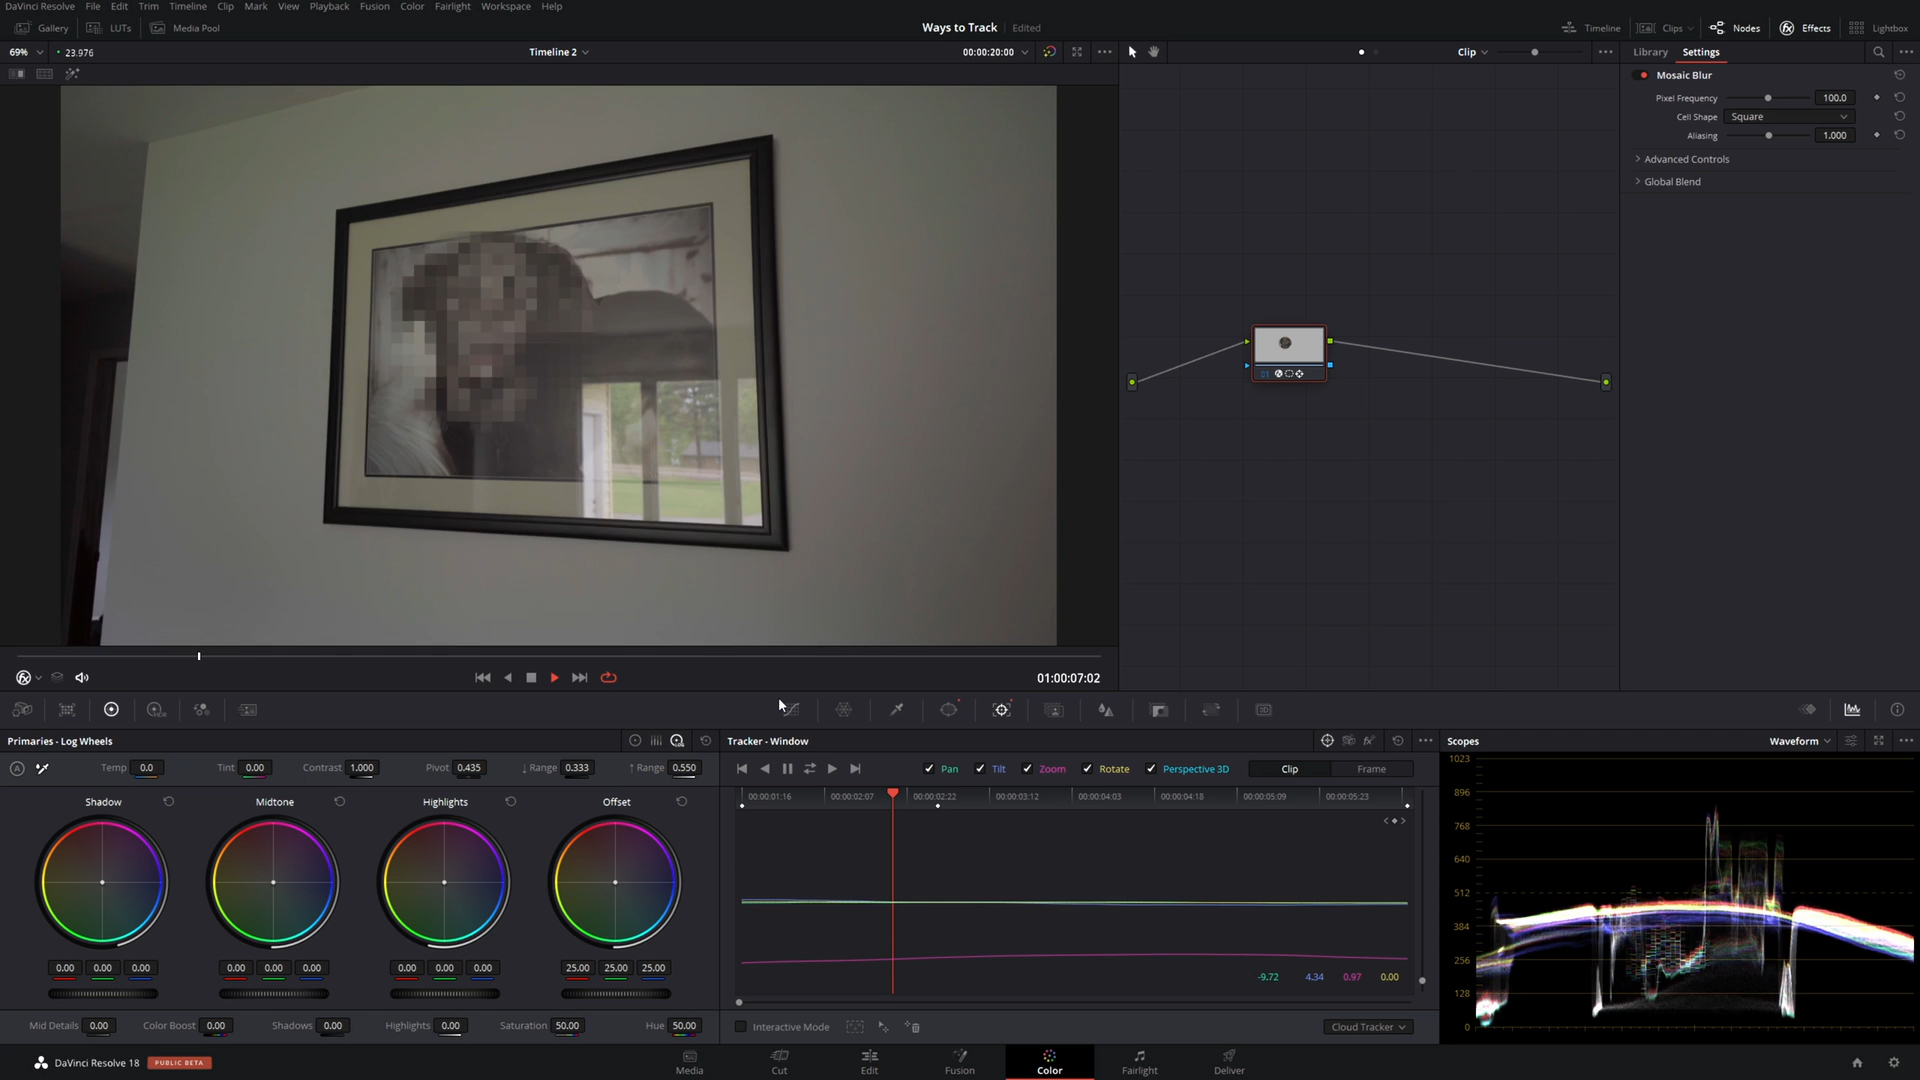 DaVinci Resolve File Edit Trim Timeline Clip Mark View Playback Fusion Color Fairlight Workspace Help
Gallery LUTs Media Pool Ways to Track Edited Timeline Clips Nodes Effects Lightbox
69% 23.976 Timeline 2 00:00:20:00 Clip Library Settings
Mosaic Blur
Pixel Frequency 100.0
Cell Shape Square
Aliasing 1.000
Advanced Controls
Global Blend
01
01:00:07:02
Primaries - Log Wheels Tracker - Window Scopes Waveform
Temp 0.0 Tint 0.00 Contrast 1.000 Pivot 0.435 ↓ Range 0.333 ↑ Range 0.550
Pan Tilt Zoom Rotate Perspective 3D Clip Frame
Shadow Midtone Highlights Offset
00:00:01:16 00:00:02:07 00:00:02:22 00:00:03:12 00:00:04:03 00:00:04:18 00:00:05:09 00:00:05:23
0.00 0.00 0.00 0.00 0.00 0.00 0.00 0.00 0.00 25.00 25.00 25.00
-9.72 4.34 0.97 0.00
Mid Details 0.00 Color Boost 0.00 Shadows 0.00 Highlights 0.00 Saturation 50.00 Hue 50.00
Interactive Mode Cloud Tracker
1023
896
768
640
512
384
256
128
0
DaVinci Resolve 18 PUBLIC BETA
Media Cut Edit Fusion Color Fairlight Deliver